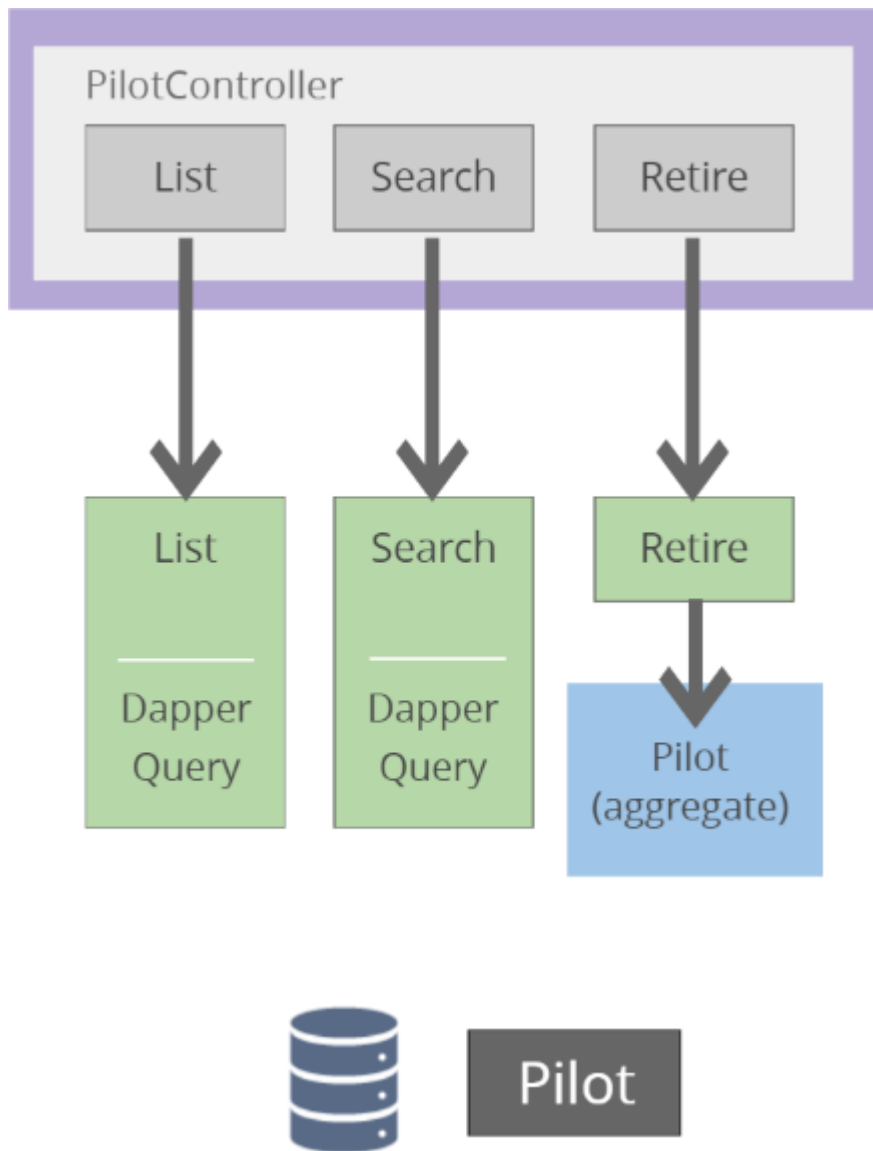 PilotController
List
Search
Retire
List
Search
Retire
Dapper
Query
Dapper
Query
Pilot
(aggregate)
Pilot